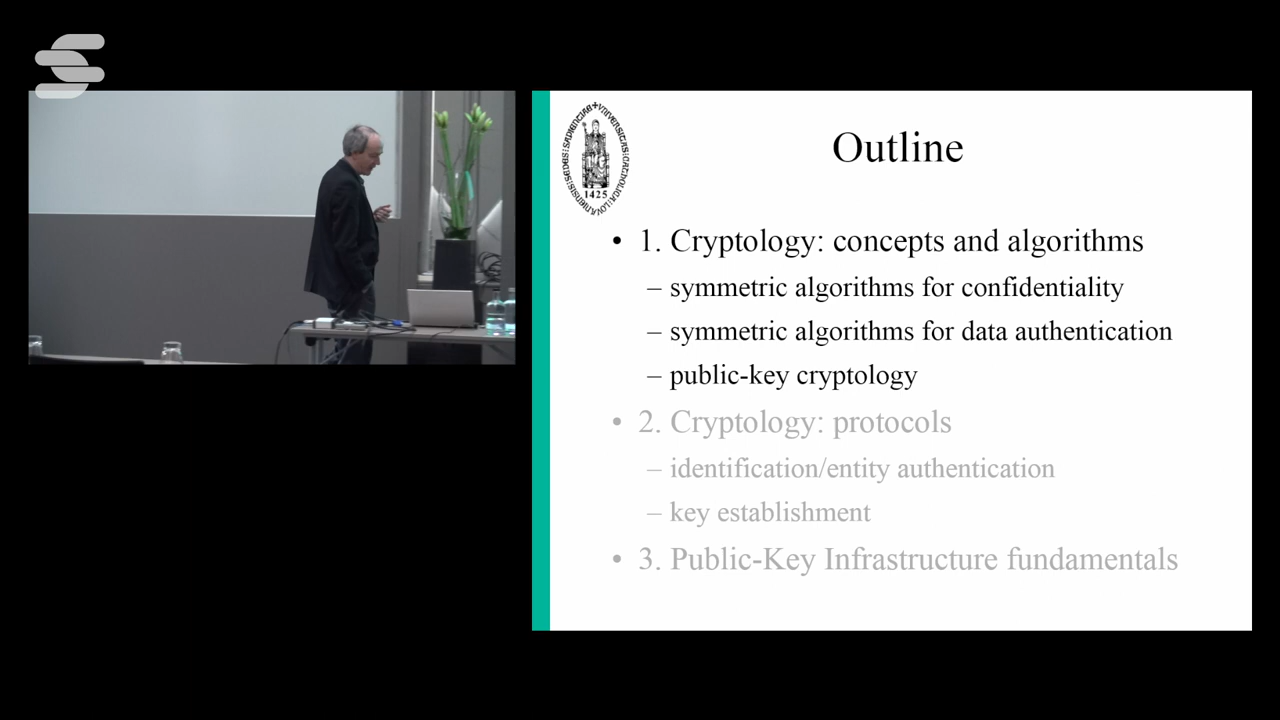 Outline
• 1. Cryptology: concepts and algorithms
– symmetric algorithms for confidentiality
– symmetric algorithms for data authentication
– public-key cryptology
• 2. Cryptology: protocols
– identification/entity authentication
– key establishment
• 3. Public-Key Infrastructure fundamentals
1425